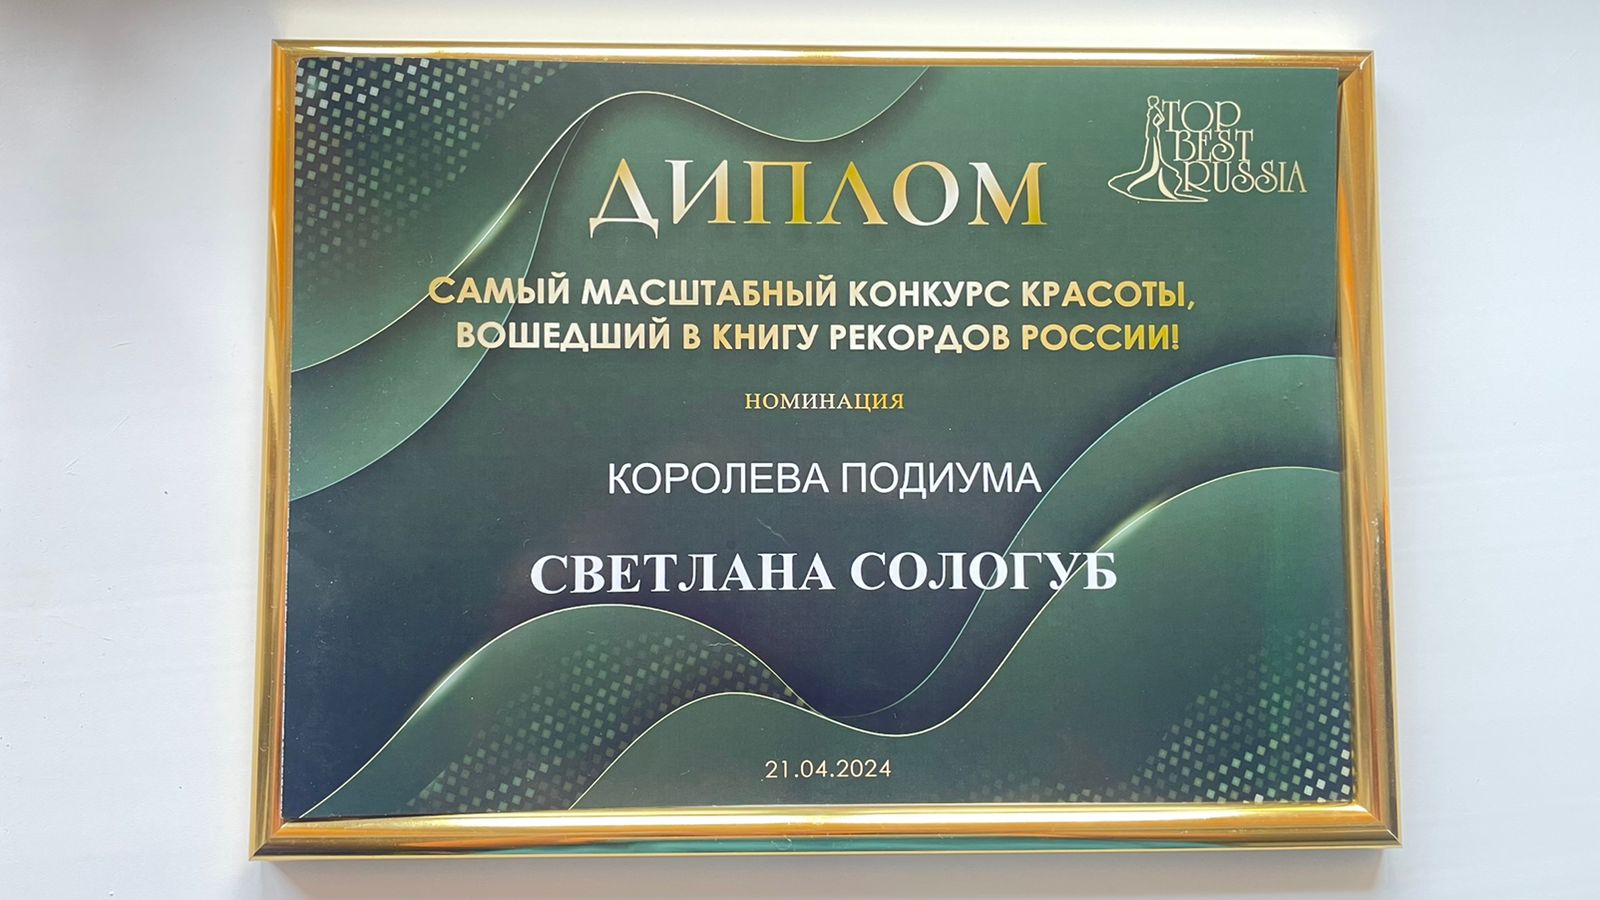 TOP
BEST
RUSSIA
ДИПЛОМ
САМЫЙ МАСШТАБНЫЙ КОНКУРС КРАСОТЫ,
ВОШЕДШИЙ В КНИГУ РЕКОРДОВ РОССИИ!
НОМИНАЦИЯ
КОРОЛЕВА ПОДИУМА
СВЕТЛАНА СОЛОГУБ
21.04.2024